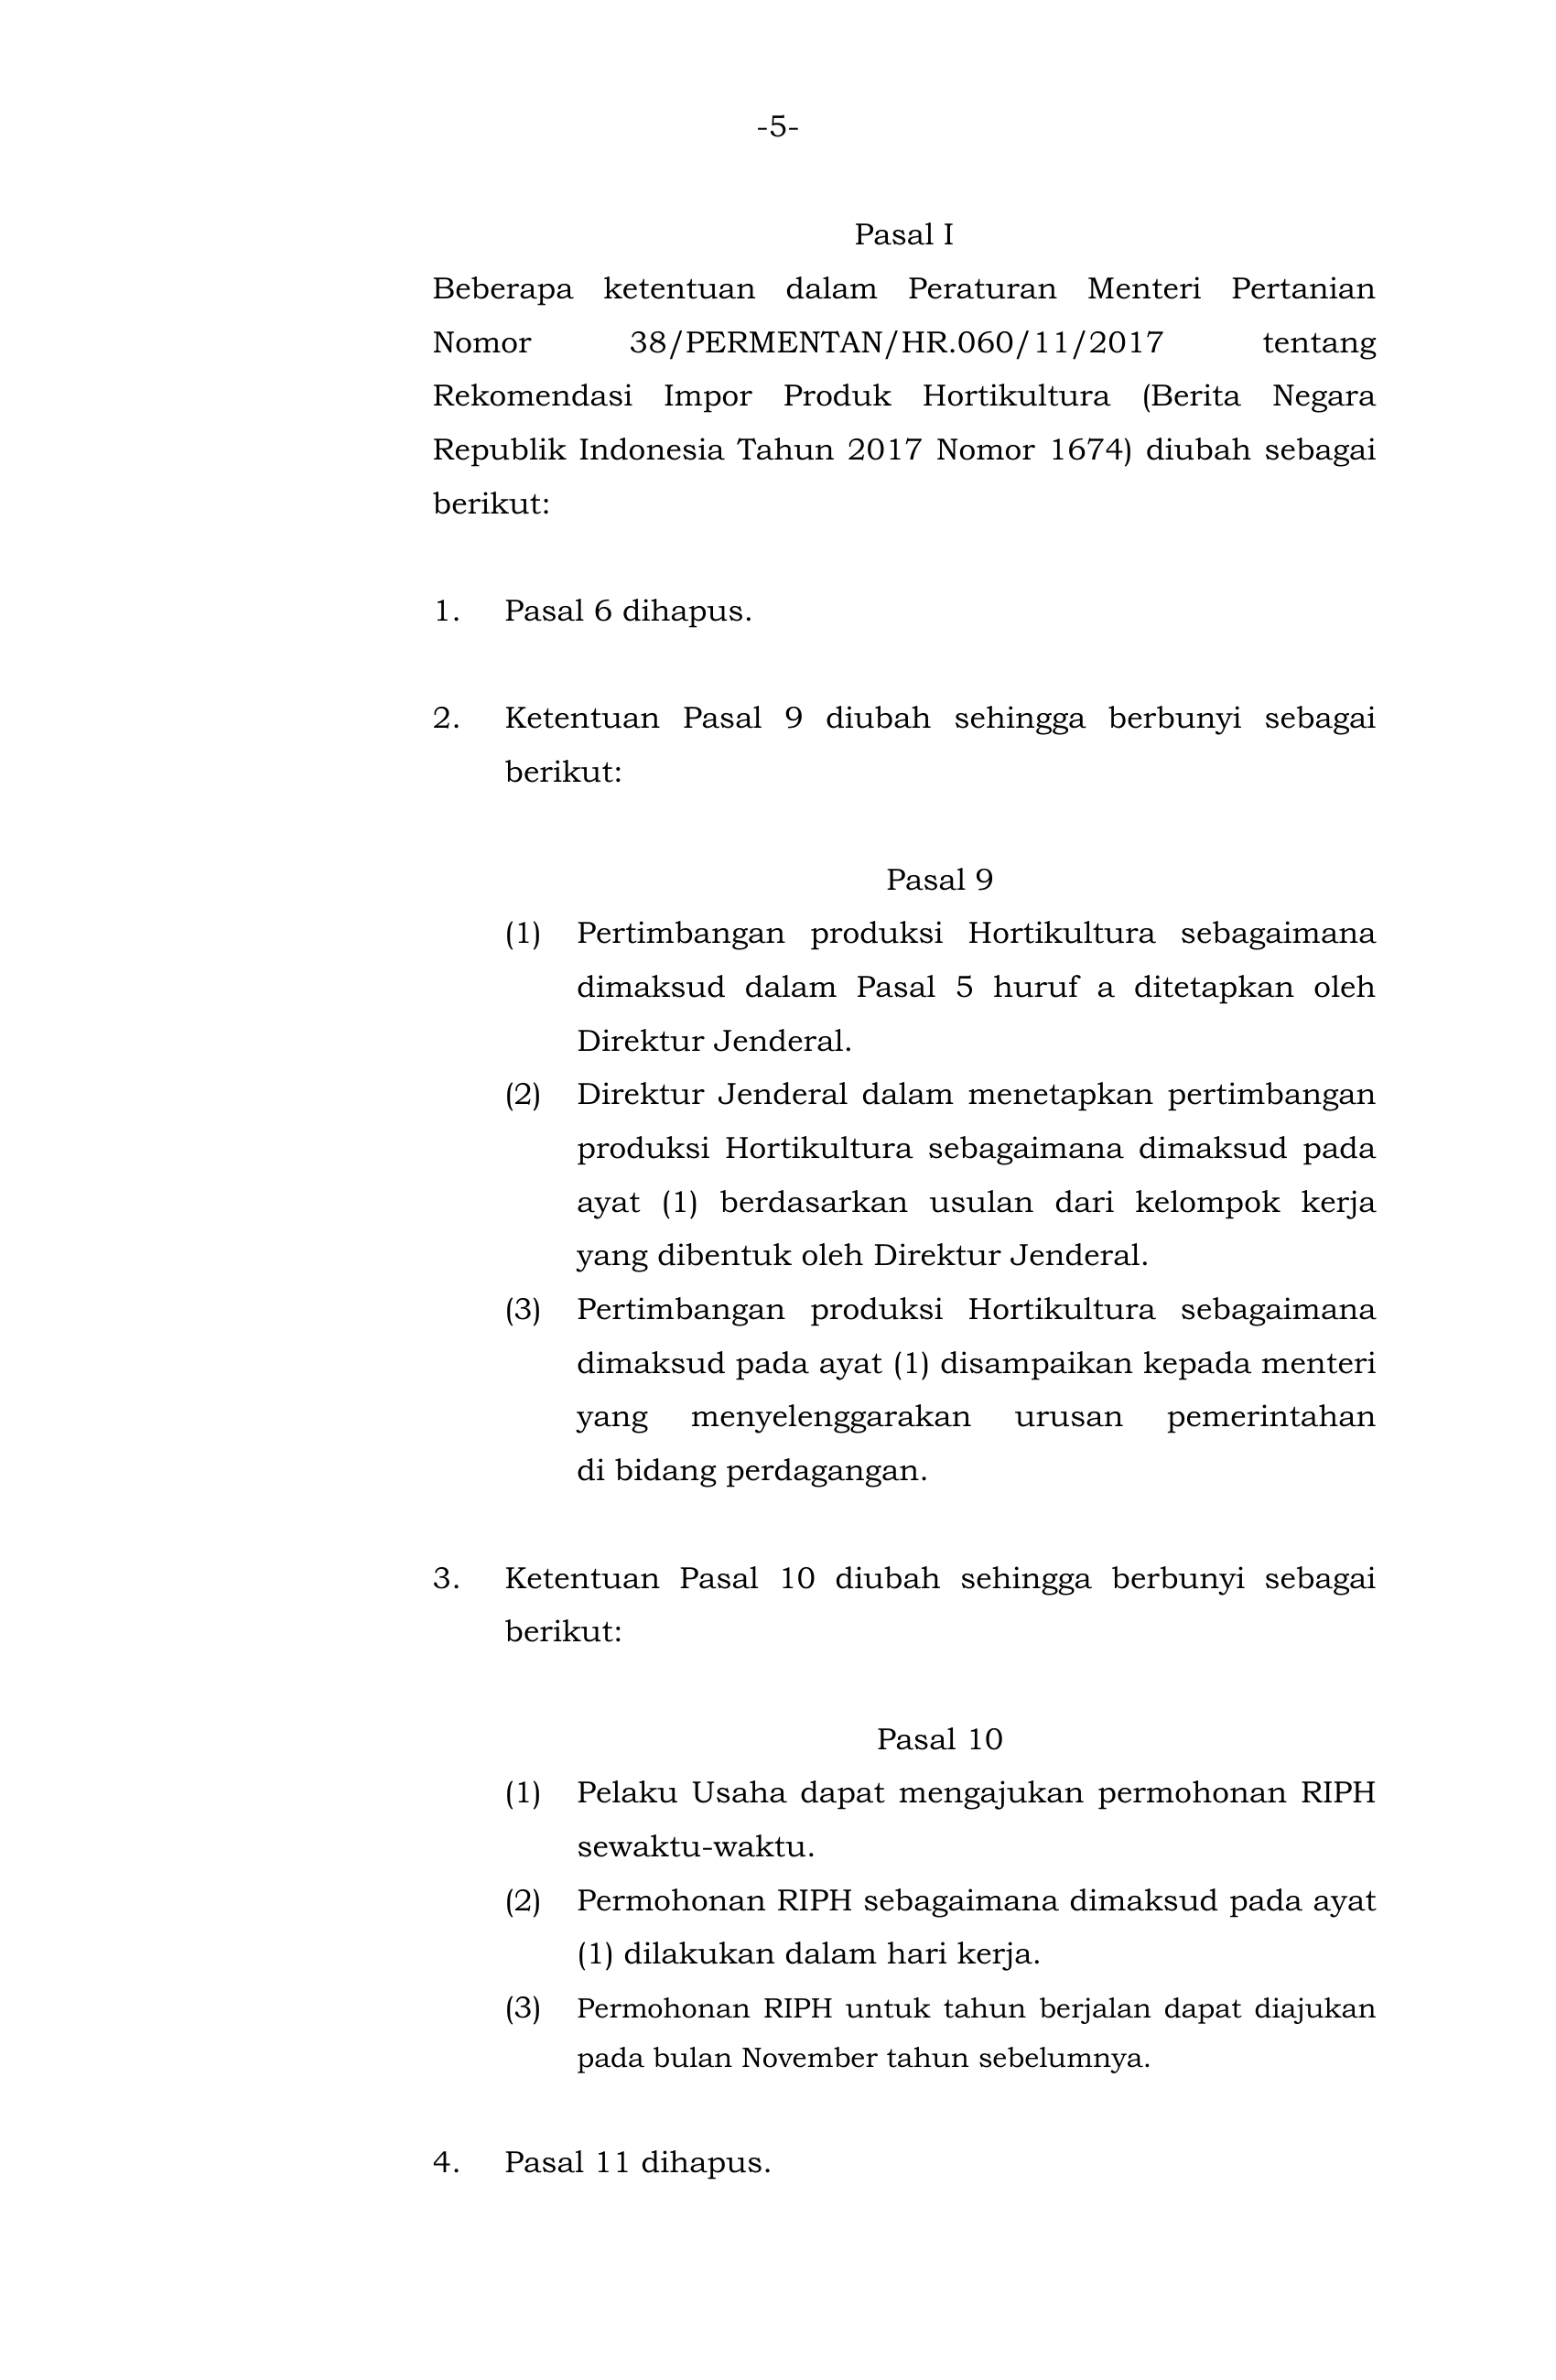 -5-
Pasal I
Beberapa ketentuan dalam Peraturan Menteri Pertanian
Nomor 38/PERMENTAN/HR.060/11/2017 tentang
Rekomendasi Impor Produk Hortikultura (Berita Negara
Republik Indonesia Tahun 2017 Nomor 1674) diubah sebagai
berikut:
1. Pasal 6 dihapus.
2. Ketentuan Pasal 9 diubah sehingga berbunyi sebagai
berikut:
Pasal 9
(1) Pertimbangan produksi Hortikultura sebagaimana
dimaksud dalam Pasal 5 huruf a ditetapkan oleh
Direktur Jenderal.
(2) Direktur Jenderal dalam menetapkan pertimbangan
produksi Hortikultura sebagaimana dimaksud pada
ayat (1) berdasarkan usulan dari kelompok kerja
yang dibentuk oleh Direktur Jenderal.
(3) Pertimbangan produksi Hortikultura sebagaimana
dimaksud pada ayat (1) disampaikan kepada menteri
yang menyelenggarakan urusan pemerintahan
di bidang perdagangan.
3. Ketentuan Pasal 10 diubah sehingga berbunyi sebagai
berikut:
Pasal 10
(1) Pelaku Usaha dapat mengajukan permohonan RIPH
sewaktu-waktu.
(2) Permohonan RIPH sebagaimana dimaksud pada ayat
(1) dilakukan dalam hari kerja.
(3) Permohonan RIPH untuk tahun berjalan dapat diajukan
pada bulan November tahun sebelumnya.
4. Pasal 11 dihapus.